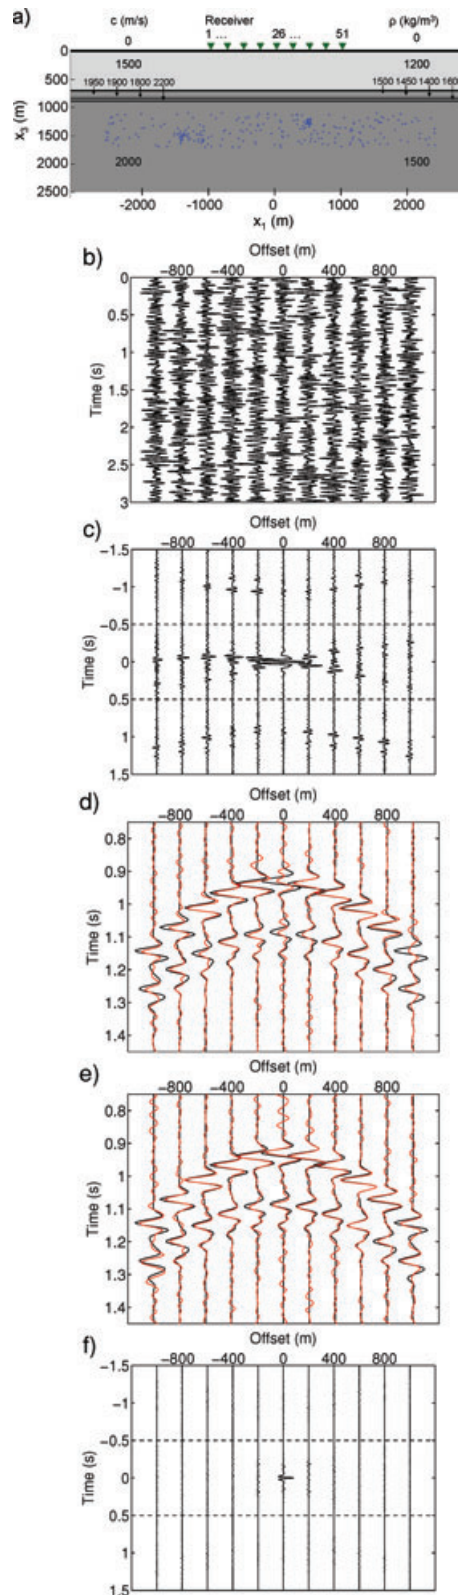 a)
c (m/s) Receiver ρ (kg/m³)
0 1 ... 26 ... 51 0
0
1500 1200
500
1950 1900 1800 2200 1500 1450 1400
1000
1500
2000 2000 1500
2500
x₃ (m)
-2000 -1000 0 1000 2000
x₁ (m)
b)
Offset (m)
-800 -400 0 400 800
0
0.5
1
1.5
2
2.5
3
Time (s)
c)
Offset (m)
-800 -400 0 400 800
-1.5
-1
-0.5
0
0.5
1
1.5
Time (s)
d)
Offset (m)
-800 -400 0 400 800
0.8
0.9
1
1.1
1.2
1.3
1.4
Time (s)
e)
Offset (m)
-800 -400 0 400 800
0.8
0.9
1
1.1
1.2
1.3
1.4
Time (s)
f)
Offset (m)
-800 -400 0 400 800
-1.5
-1
-0.5
0
0.5
1
1.5
Time (s)